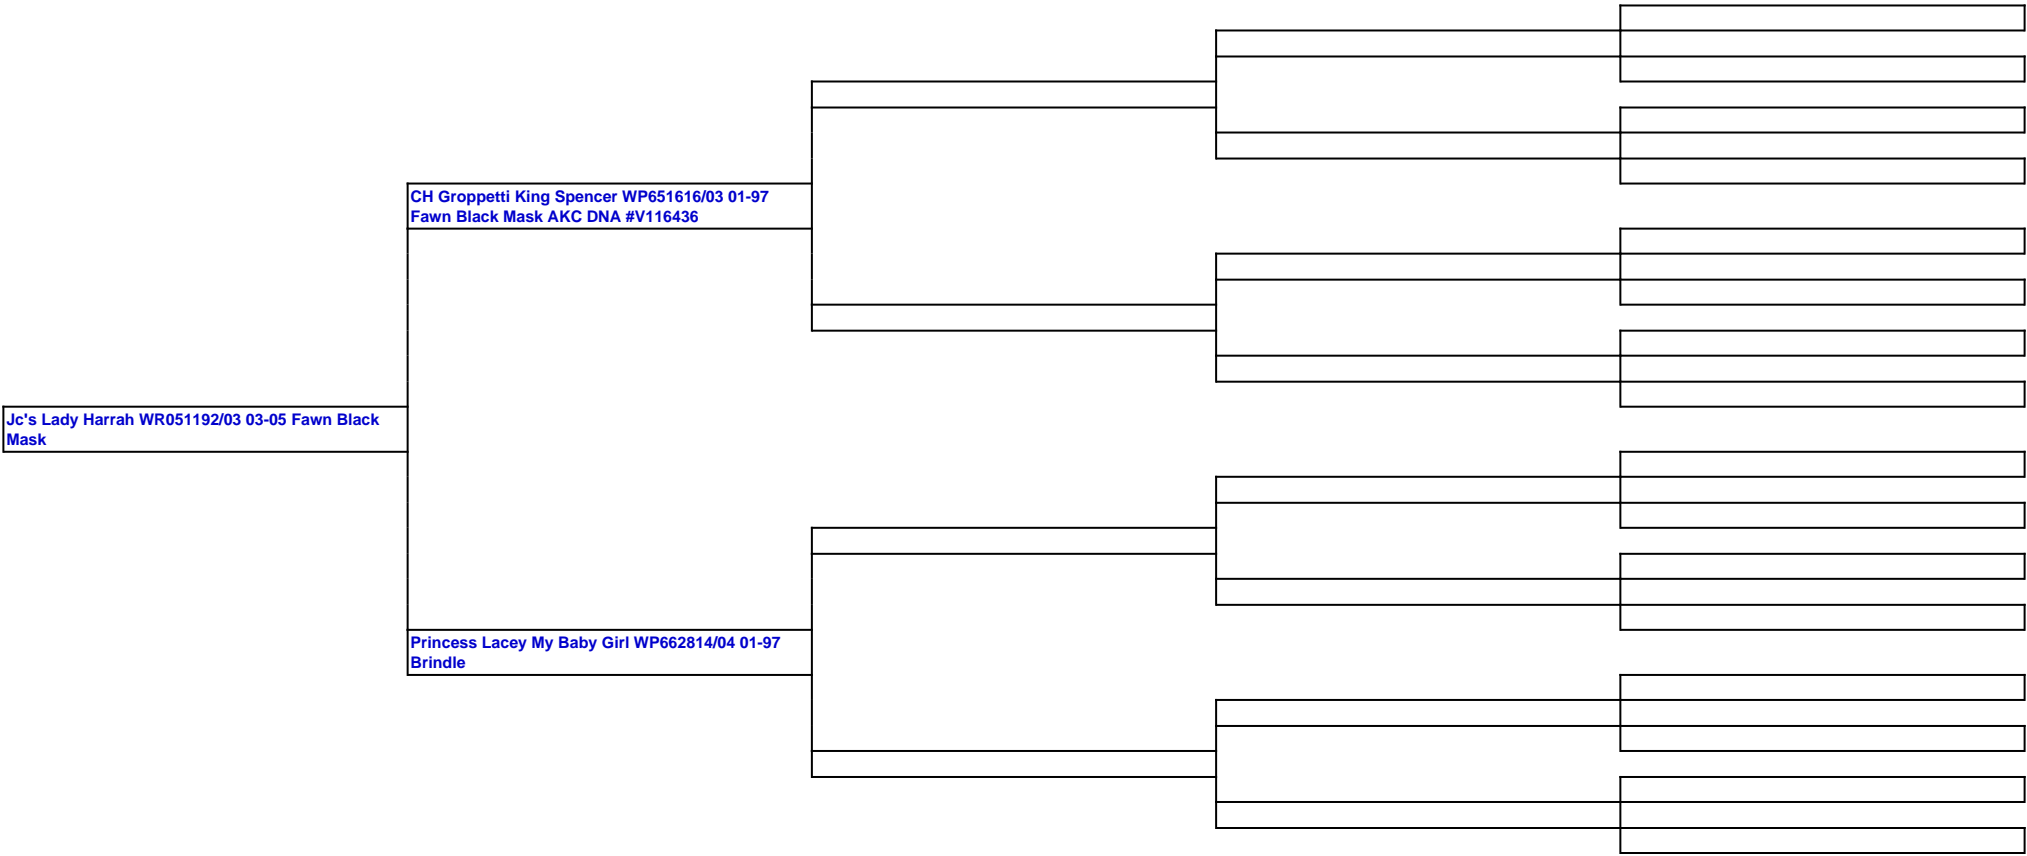 CH Groppetti King Spencer WP651616/03 01-97
Fawn Black Mask AKC DNA #V116436
Jc's Lady Harrah WR051192/03 03-05 Fawn Black
Mask
Princess Lacey My Baby Girl WP662814/04 01-97
Brindle